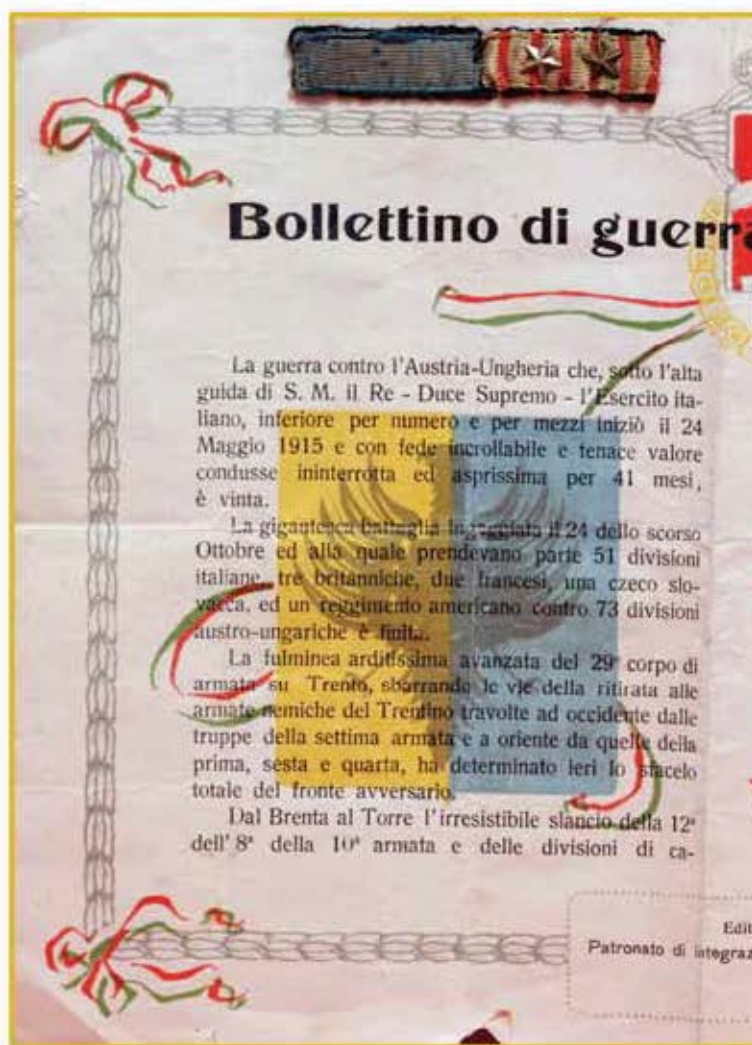 Bollettino di guerra
La guerra contro l'Austria-Ungheria che, sotto l'alta
guida di S. M. il Re - Duce Supremo - l'Esercito ita-
liano, inferiore per numero e per mezzi iniziò il 24
Maggio 1915 e con fede incrollabile e tenace valore
condusse ininterrotta ed asprissima per 41 mesi,
è vinta.
La gigantesca battaglia ingaggiata il 24 dello scorso
Ottobre ed alla quale prendevano parte 51 divisioni
italiane, tre britanniche, due francesi, una czeco slo-
vacca, ed un reggimento americano contro 73 divisioni
austro-ungariche è finita.
La fulminea arditissima avanzata del 29º corpo di
armata su Trento, sbarrando le vie della ritirata alle
armate nemiche del Trentino travolte ad occidente dalle
truppe della settima armata e a oriente da quelle della
prima, sesta e quarta, ha determinato ieri lo sfacelo
totale del fronte avversario.
Dal Brenta al Torre l'irresistibile slancio della 12ª
dell' 8ª della 10ª armata e delle divisioni di ca-
Edit
Patronato di integraz